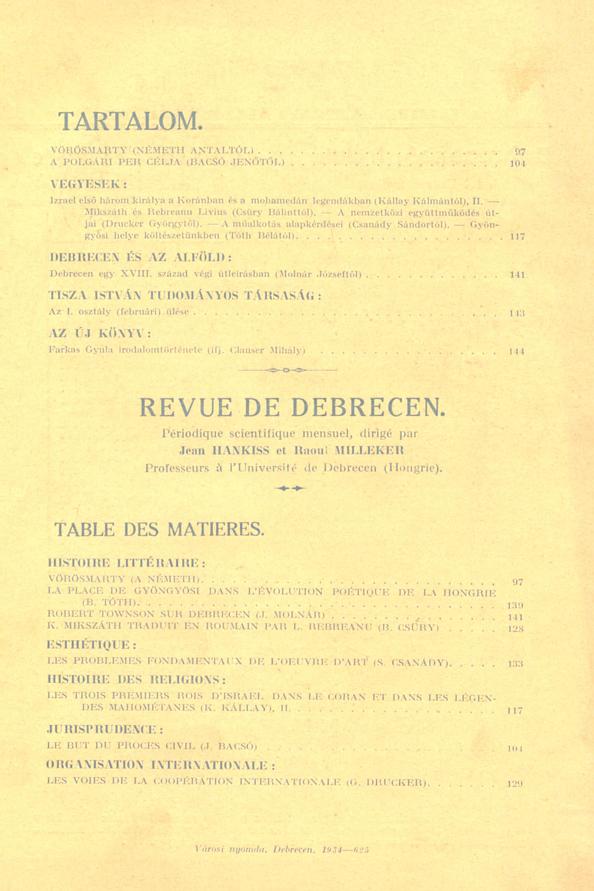 TARTALOM.
VÖRÖSMARTY (NÉMETH ANTALTÓL) . . . . . . . . . . . . . . . . . . 97
A POLGÁRI PER CÉLJA (BACSÓ JENŐTŐL) . . . . . . . . . . . . . . . 104
VEGYESEK:
Izrael első három királya a Koránban és a mohamedán legendákban (Kállay Kálmántól), II. —
Mikszáth és Rebreanu Livius (Csüry Bálinttól). — A nemzetközi együttműködés út-
jai (Drucker Györgytől). — A műalkotás alapkérdései (Csanády Sándortól). — Gyön-
gyösi helye költészetünkben (Tóth Bélától). . . . . . . . . . . . . . . . 117
DEBRECEN ÉS AZ ALFÖLD:
Debrecen egy XVIII. század végi útleírásban (Molnár Józseftől) . . . . . . . . . . 141
TISZA ISTVÁN TUDOMÁNYOS TÁRSASÁG:
Az I. osztály (februári) ülése . . . . . . . . . . . . . . . . . . . . . . . 143
AZ ÚJ KÖNYV:
Farkas Gyula irodalomtörténete (ifj. Clauser Mihály) . . . . . . . . . . . . . 144
REVUE DE DEBRECEN.
Périodique scientifique mensuel, dirigé par
Jean HANKISS et Raoul MILLEKER
Professeurs à l'Université de Debrecen (Hongrie).
TABLE DES MATIERES.
HISTOIRE LITTÉRAIRE:
VÖRÖSMARTY (A NÉMETH). . . . . . . . . . . . . . . . . . . . . . . 97
LA PLACE DE GYÖNGYÖSI DANS L'ÉVOLUTION POÉTIQUE DE LA HONGRIE
(B. TÓTH). . . . . . . . . . . . . . . . . . . . . . . . . . . . 139
ROBERT TOWNSON SUR DEBRECEN (J. MOLNÁR) . . . . . . . . . . . . 141
K. MIKSZÁTH TRADUIT EN ROUMAIN PAR L. REBREANU (B. CSŰRY) . . . . . 128
ESTHÉTIQUE:
LES PROBLEMES FONDAMENTAUX DE L'OEUVRE D'ART (S. CSANÁDY). . . . . 133
HISTOIRE DES RELIGIONS:
LES TROIS PREMIERS ROIS D'ISRAEL DANS LE CORAN ET DANS LES LÉGEN-
DES MAHOMÉTANES (K. KÁLLAY), II. . . . . . . . . . . . . . . . . 117
JURISPRUDENCE:
LE BUT DU PROCES CIVIL (J. BACSÓ) . . . . . . . . . . . . . . . . . 104
ORGANISATION INTERNATIONALE:
LES VOIES DE LA COOPÉRATION INTERNATIONALE (G. DRUCKER). . . . . . . 129
Városi nyomda, Debrecen, 1934—625